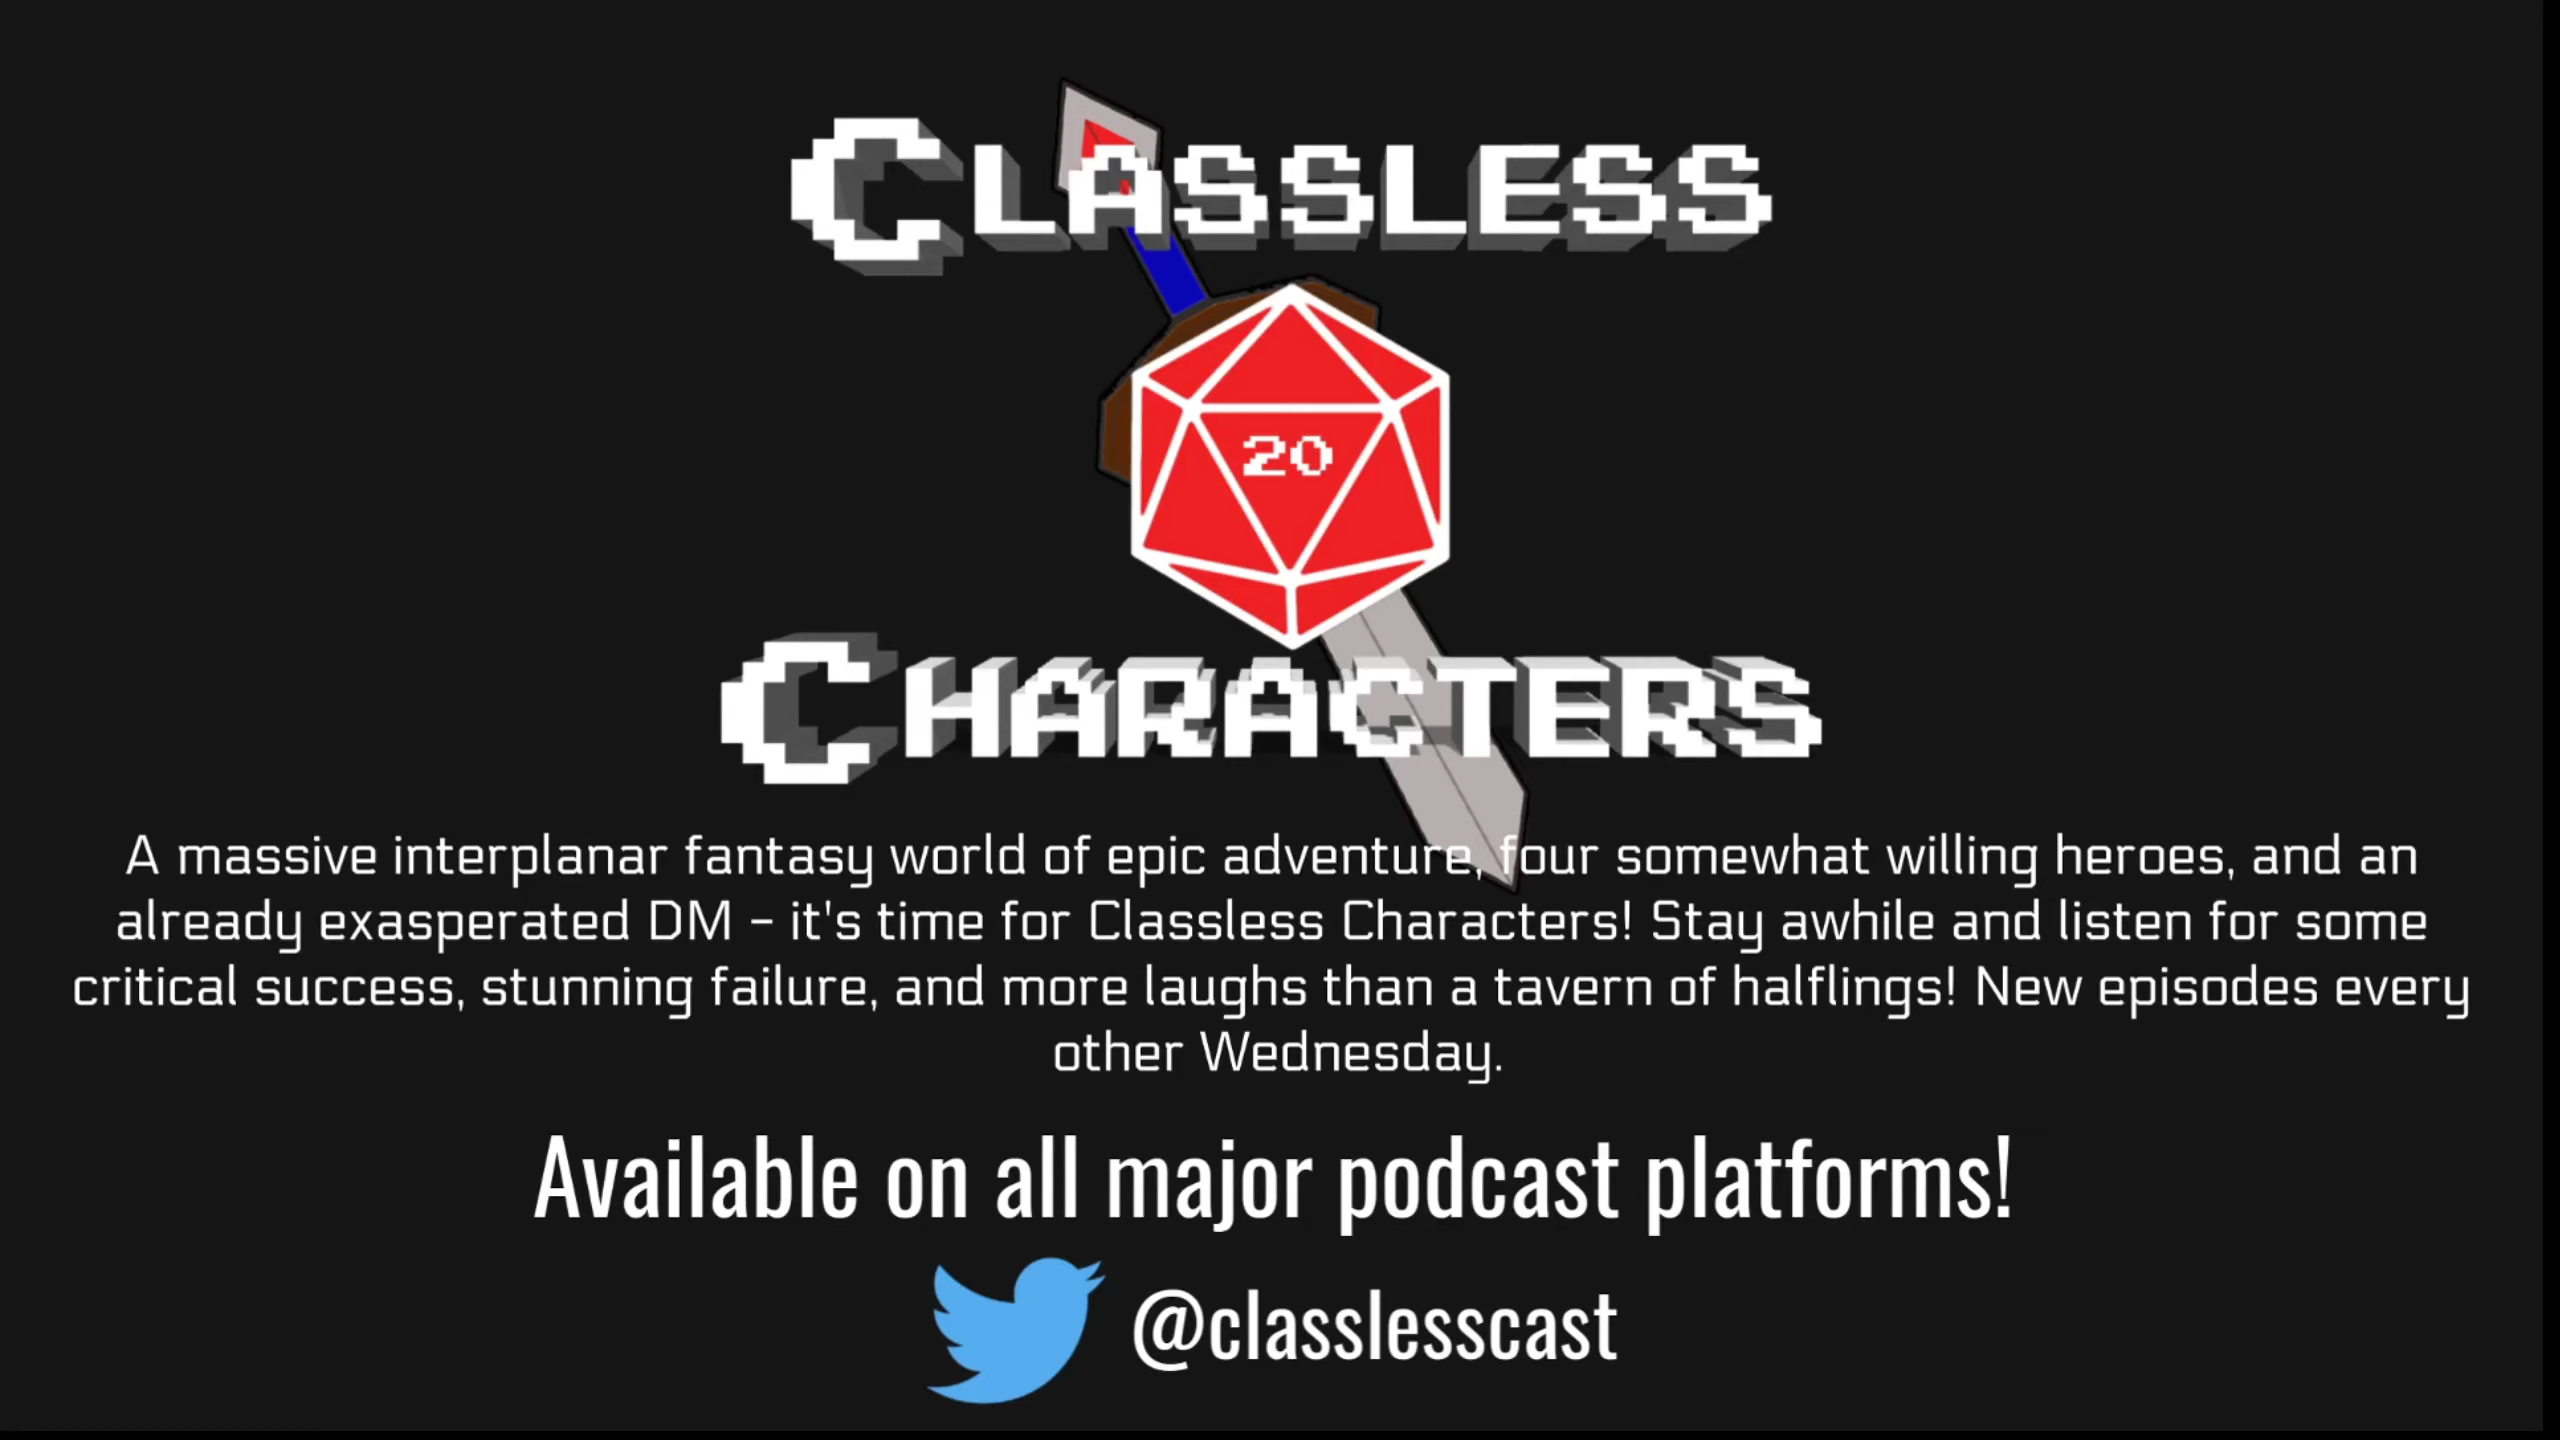 CLASSLESS
20
CHARACTERS
A massive interplanar fantasy world of epic adventure, four somewhat willing heroes, and an
already exasperated DM – it's time for Classless Characters! Stay awhile and listen for some
critical success, stunning failure, and more laughs than a tavern of halflings! New episodes every
other Wednesday.
Available on all major podcast platforms!
@classlesscast